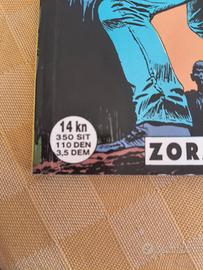 14 kn
350 SIT
110 DEN
3,5 DEM
ZOR